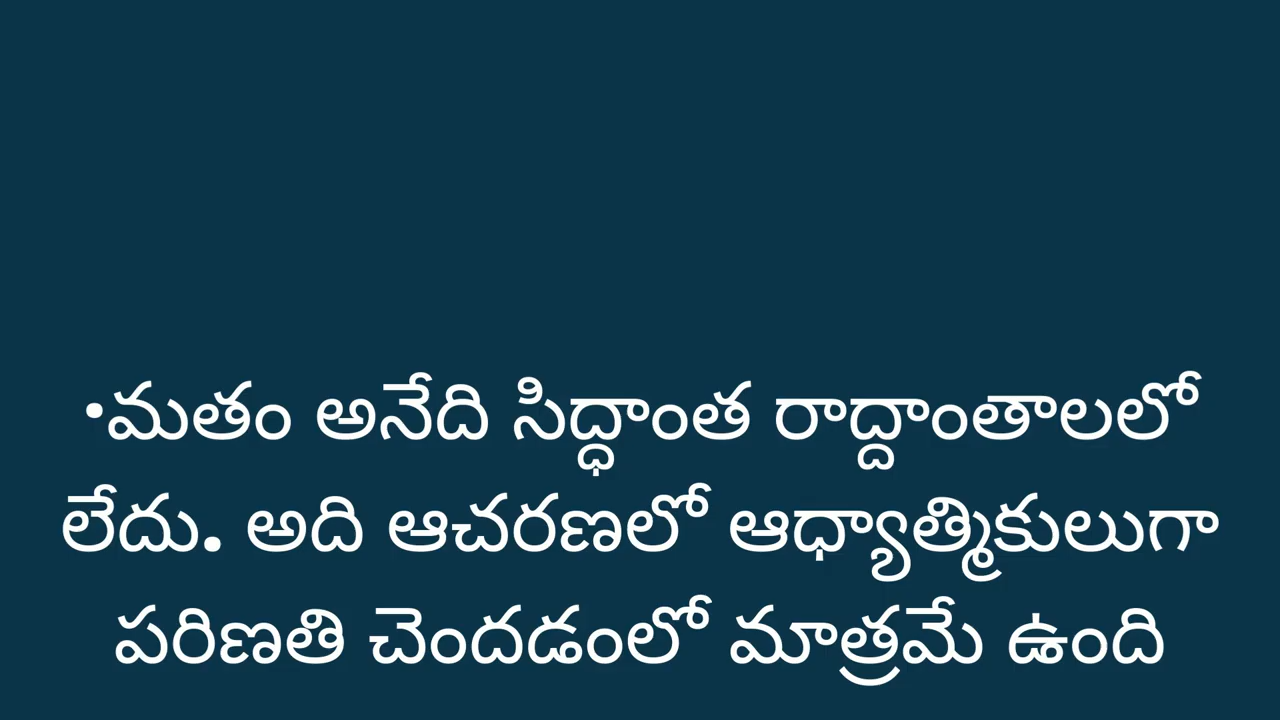 •మతం అనేది సిద్ధాంత రాద్దాంతాలలో
లేదు. అది ఆచరణలో ఆధ్యాత్మికులుగా
పరిణతి చెందడంలో మాత్రమే ఉంది